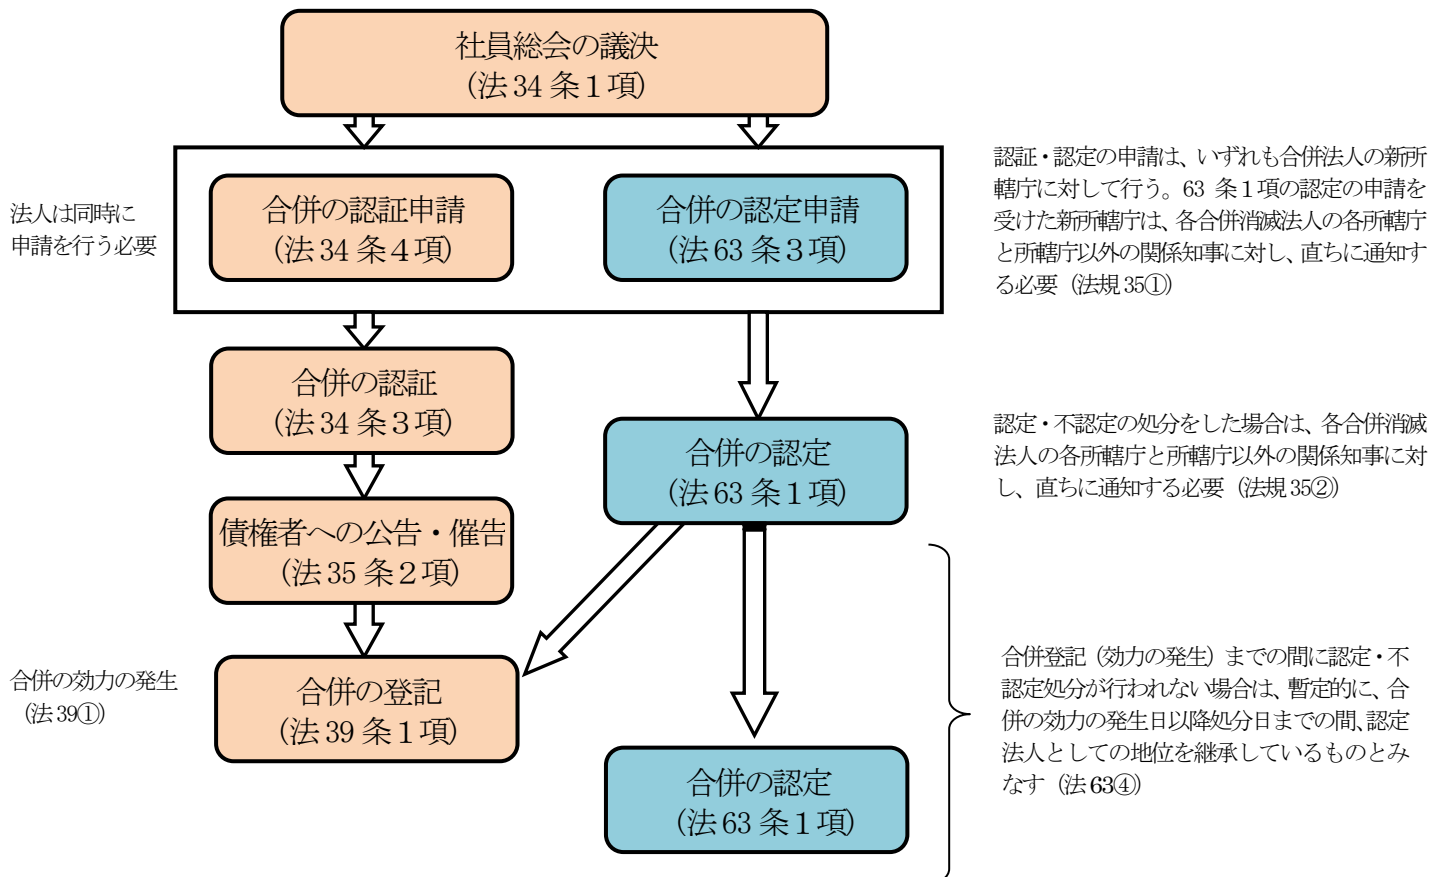 社員総会の議決
（法34条１項）
法人は同時に
申請を行う必要
合併の認証申請
（法34条４項）
合併の認定申請
（法63条３項）
認証・認定の申請は、いずれも合併法人の新所
轄庁に対して行う。63 条１項の認定の申請を
受けた新所轄庁は、各合併消滅法人の各所轄庁
と所轄庁以外の関係知事に対し、直ちに通知す
る必要（法規35①）
合併の認証
（法34条３項）
合併の認定
（法63条１項）
認定・不認定の処分をした場合は、各合併消滅
法人の各所轄庁と所轄庁以外の関係知事に対
し、直ちに通知する必要（法規35②）
債権者への公告・催告
（法35条２項）
合併の効力の発生
（法39①）
合併の登記
（法39条１項）
合併の認定
（法63条１項）
合併登記（効力の発生）までの間に認定・不
認定処分が行われない場合は、暫定的に、合
併の効力の発生日以降処分日までの間、認定
法人としての地位を継承しているものとみ
なす（法63④）